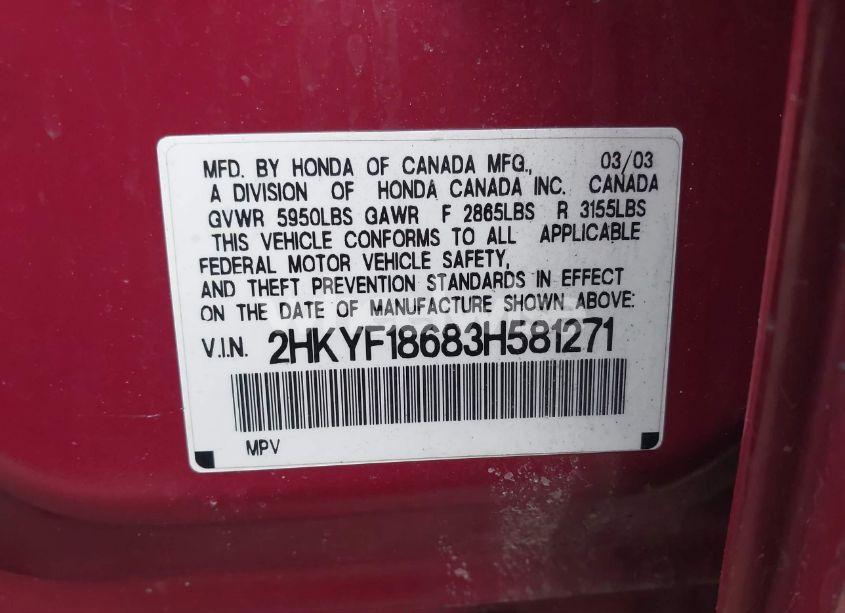 MFD. BY HONDA OF CANADA MFG., 03/03
A DIVISION OF HONDA CANADA INC. CANADA
GVWR 5950LBS GAWR F 2865LBS R 3155LBS
THIS VEHICLE CONFORMS TO ALL APPLICABLE
FEDERAL MOTOR VEHICLE SAFETY,
AND THEFT PREVENTION STANDARDS IN EFFECT
ON THE DATE OF MANUFACTURE SHOWN ABOVE:
V.I.N. 2HKYF18683H581271
MPV